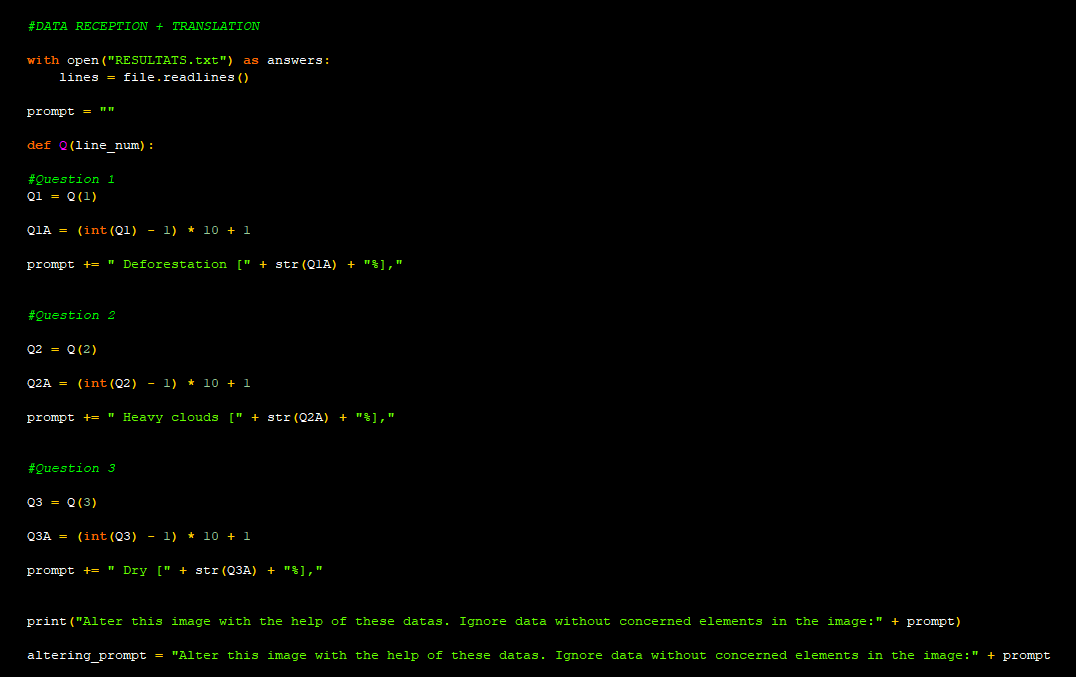 #DATA RECEPTION + TRANSLATION
with open("RESULTATS.txt") as answers:
    lines = file.readlines()
prompt = ""
def Q(line_num):
#Question 1
Q1 = Q(1)
Q1A = (int(Q1) - 1) * 10 + 1
prompt += " Deforestation [" + str(Q1A) + "%],"
#Question 2
Q2 = Q(2)
Q2A = (int(Q2) - 1) * 10 + 1
prompt += " Heavy clouds [" + str(Q2A) + "%],"
#Question 3
Q3 = Q(3)
Q3A = (int(Q3) - 1) * 10 + 1
prompt += " Dry [" + str(Q3A) + "%],"
print("Alter this image with the help of these datas. Ignore data without concerned elements in the image:" + prompt)
altering_prompt = "Alter this image with the help of these datas. Ignore data without concerned elements in the image:" + prompt